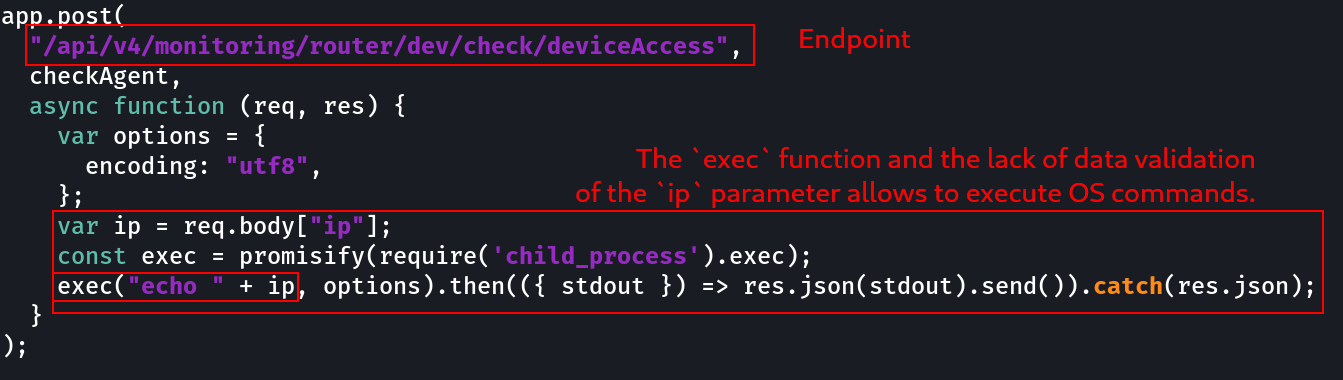 app.post(
"/api/v4/monitoring/router/dev/check/deviceAccess", Endpoint
checkAgent,
async function (req, res) {
var options = {
encoding: "utf8", The `exec` function and the lack of data validation
}; of the `ip` parameter allows to execute OS commands.
var ip = req.body["ip"];
const exec = promisify(require('child_process').exec);
exec("echo " + ip, options).then(({ stdout }) => res.json(stdout).send()).catch(res.json);
}
);